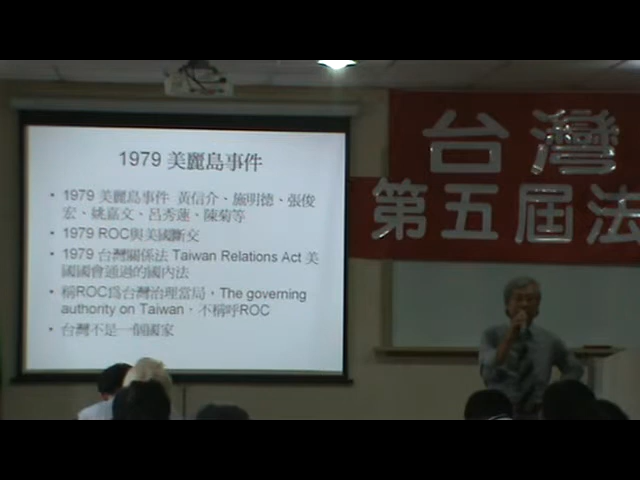 1979 美麗島事件
• 1979 美麗島事件 黃信介、施明德、張俊
宏、姚嘉文、呂秀蓮、陳菊等
• 1979 ROC與美國斷交
• 1979 台灣關係法 Taiwan Relations Act 美
國國會通過的國內法
• 稱ROC為台灣治理當局，The governing
authority on Taiwan，不稱呼ROC
• 台灣不是一個國家
台灣
第五屆法